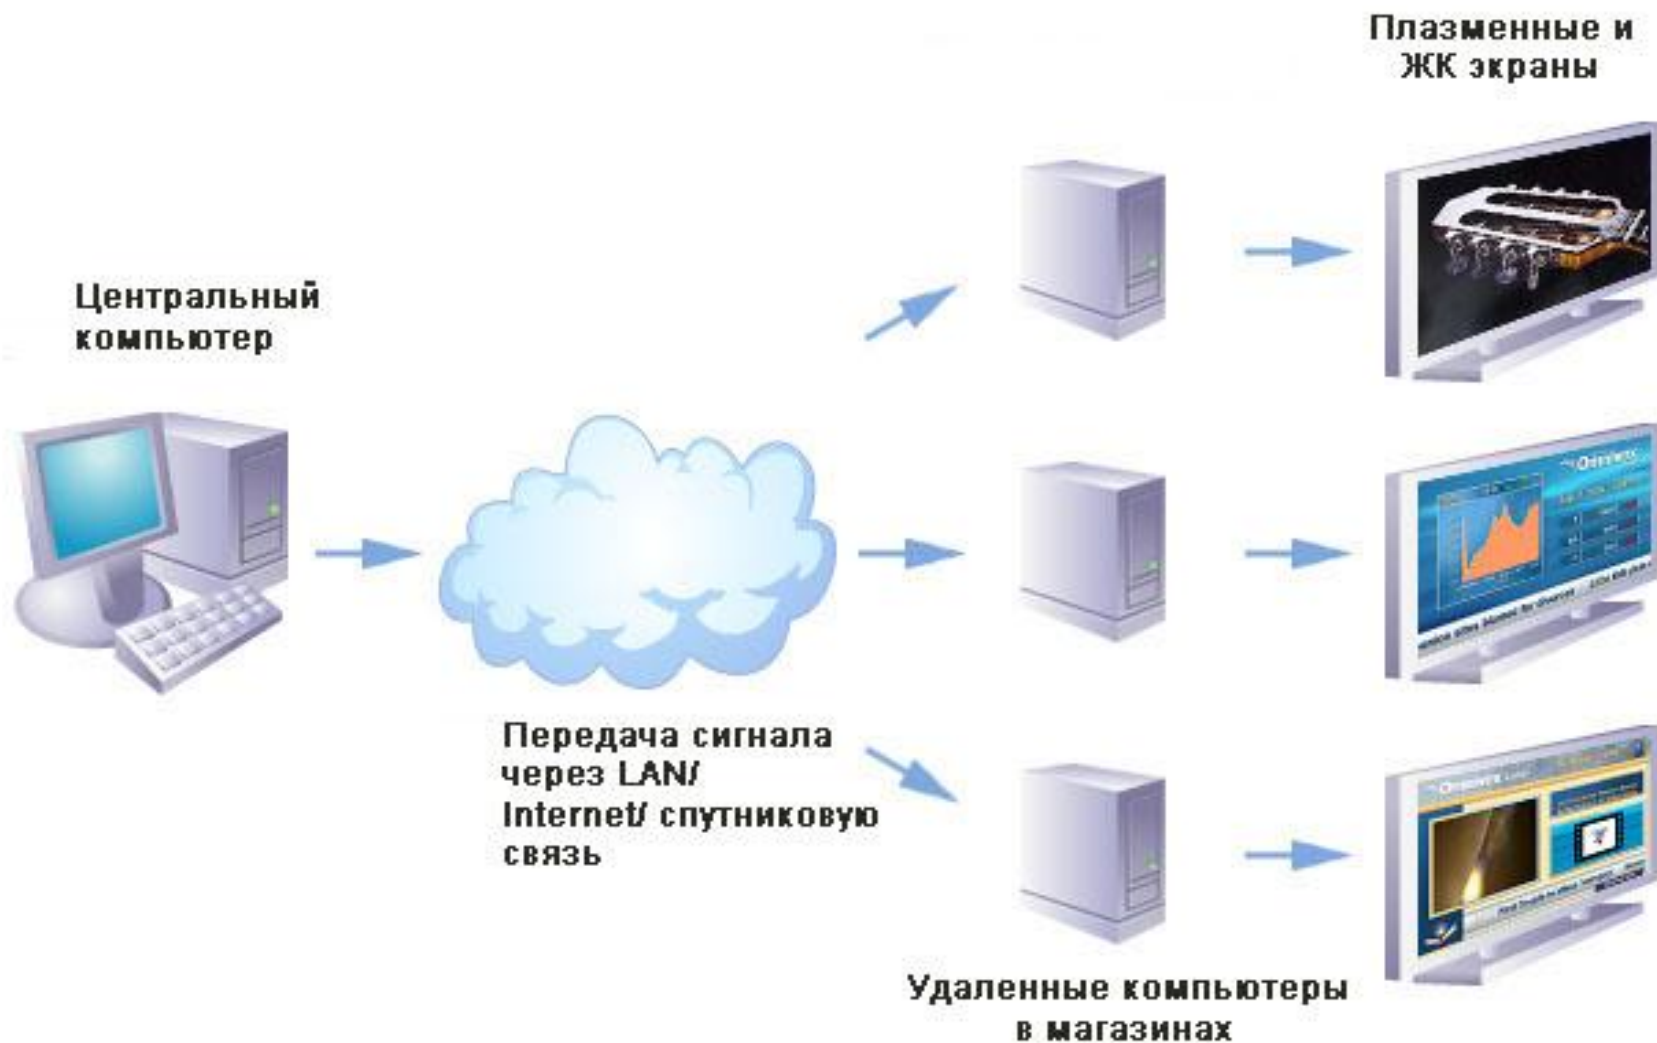 Плазменные и
ЖК экраны
Центральный
компьютер
Передача сигнала
через LAN/
Internet/ спутниковую
связь
Удаленные компьютеры
в магазинах